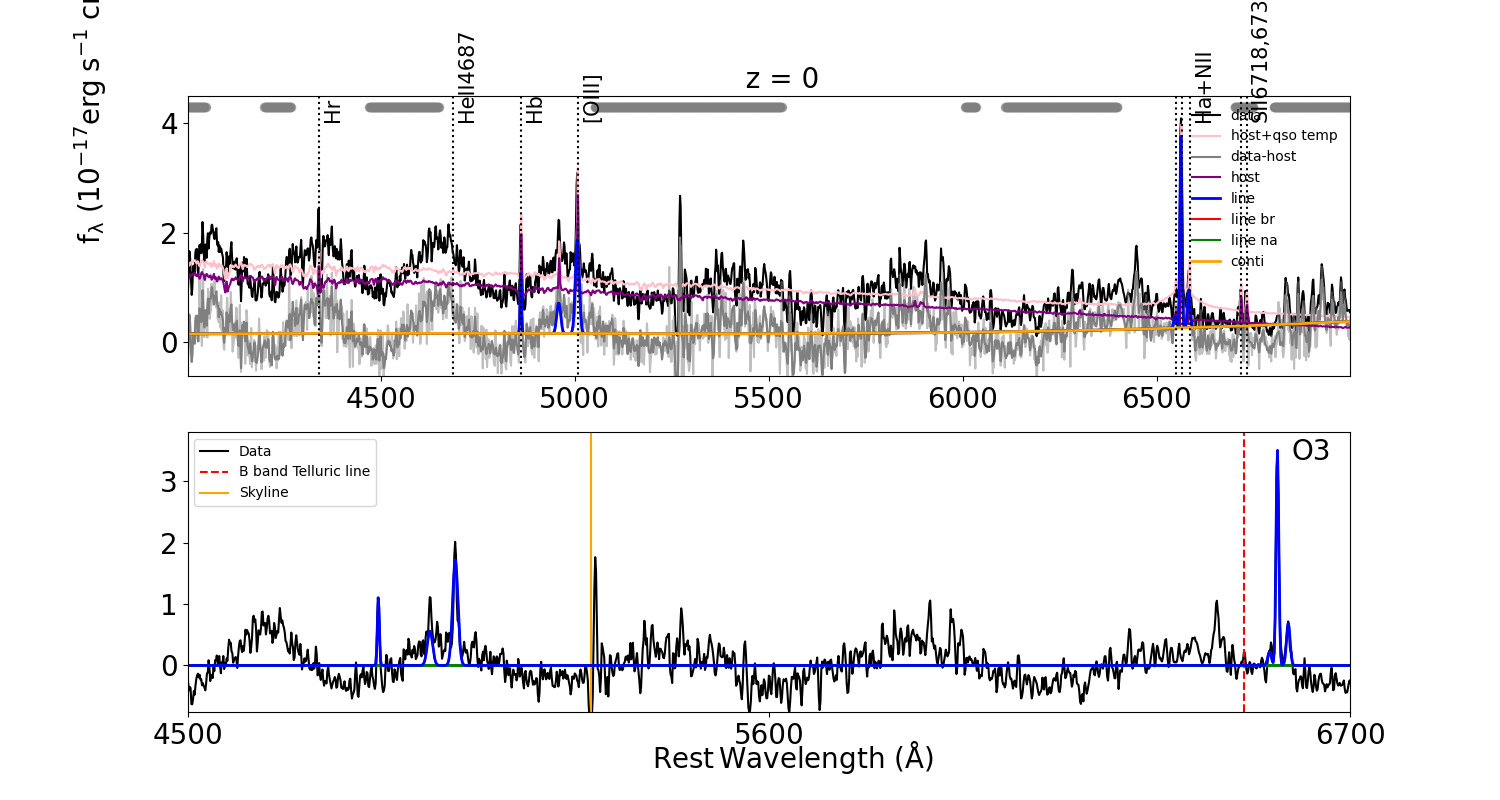 z = 0
f_λ (10^−17 erg s^−1
Hγ
HeII4687
Hb
[OIII]
Ha+NII
SII6718,673
data
host+qso temp
data-host
host
line
line br
line na
conti
4
2
0
4500 5000 5500 6000 6500
Data
B band Telluric line
Skyline
O3
3
2
1
0
4500 5600 6700
Rest Wavelength (Å)